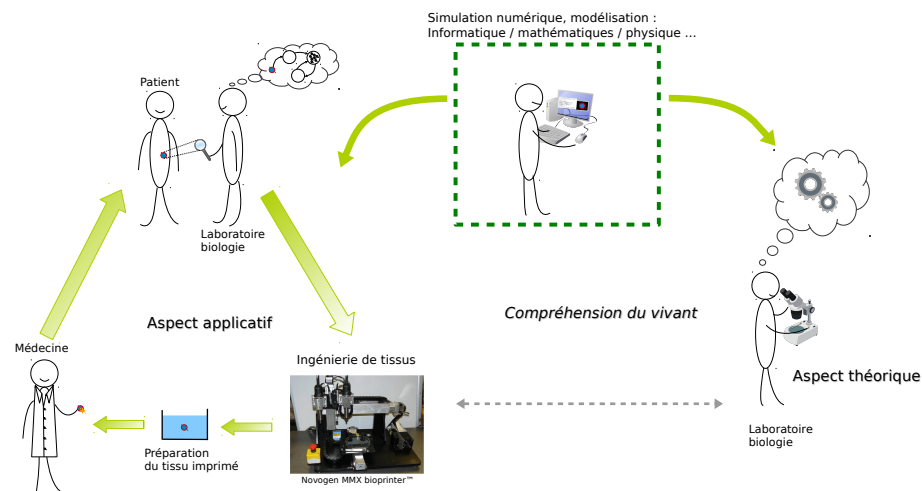 Simulation numérique, modélisation :
Informatique / mathématiques / physique ...
Patient
Laboratoire
biologie
Aspect applicatif
Compréhension du vivant
Médecine
Ingénierie de tissus
Aspect théorique
Préparation
du tissu imprimé
Novogen MMX bioprinter™
Laboratoire
biologie